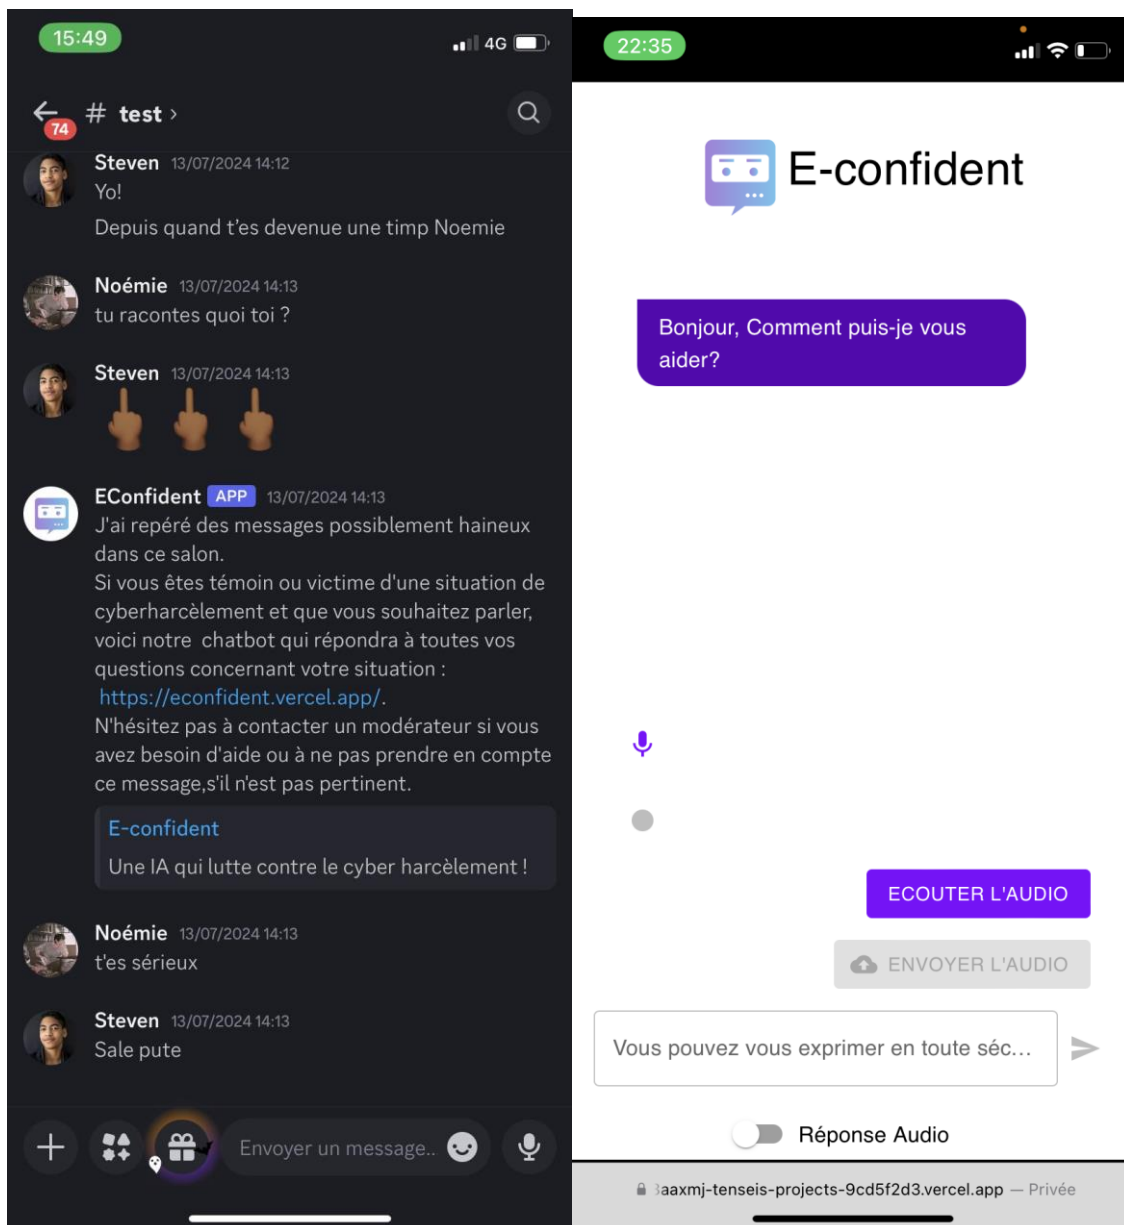 15:49
4G
74
# test ›
Steven 13/07/2024 14:12
Yo!
Depuis quand t'es devenue une timp Noemie
Noémie 13/07/2024 14:13
tu racontes quoi toi ?
Steven 13/07/2024 14:13
EConfident APP 13/07/2024 14:13
J'ai repéré des messages possiblement haineux
dans ce salon.
Si vous êtes témoin ou victime d'une situation de
cyberharcèlement et que vous souhaitez parler,
voici notre chatbot qui répondra à toutes vos
questions concernant votre situation :
https://econfident.vercel.app/.
N'hésitez pas à contacter un modérateur si vous
avez besoin d'aide ou à ne pas prendre en compte
ce message,s'il n'est pas pertinent.
E-confident
Une IA qui lutte contre le cyber harcèlement !
Noémie 13/07/2024 14:13
t'es sérieux
Steven 13/07/2024 14:13
Sale pute
Envoyer un message..
22:35
E-confident
Bonjour, Comment puis-je vous
aider?
ECOUTER L'AUDIO
ENVOYER L'AUDIO
Vous pouvez vous exprimer en toute séc...
Réponse Audio
aaxmj-tenseis-projects-9cd5f2d3.vercel.app — Privée